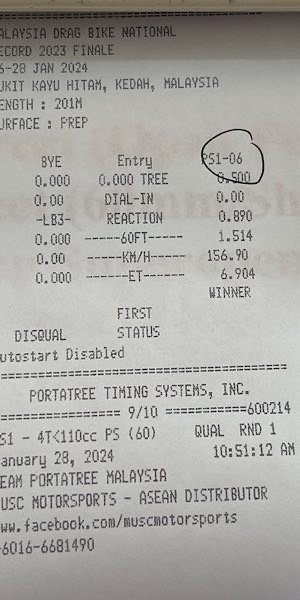 ALAYSIA DRAG BIKE NATIONAL
ECORD 2023 FINALE
6-28 JAN 2024
UKIT KAYU HITAM, KEDAH, MALAYSIA
ENGTH : 201M
URFACE : PREP
BYE Entry PS1-06
0.000 0.000 TREE 0.500
0.00 DIAL-IN 0.00
-LB3- REACTION 0.890
0.000 -----60FT----- 1.514
0.00 -----KM/H----- 156.90
0.000 ------ET------ 6.904
WINNER
FIRST
DISQUAL STATUS
utostart Disabled
========================================
PORTATREE TIMING SYSTEMS, INC.
================ 9/10 ===========600214
S1 - 4T<110cc PS (60) QUAL RND 1
anuary 28, 2024 10:51:12 AM
EAM PORTATREE MALAYSIA
USC MOTORSPORTS - ASEAN DISTRIBUTOR
ww.facebook.com/muscmotorsports
-6016-6681490